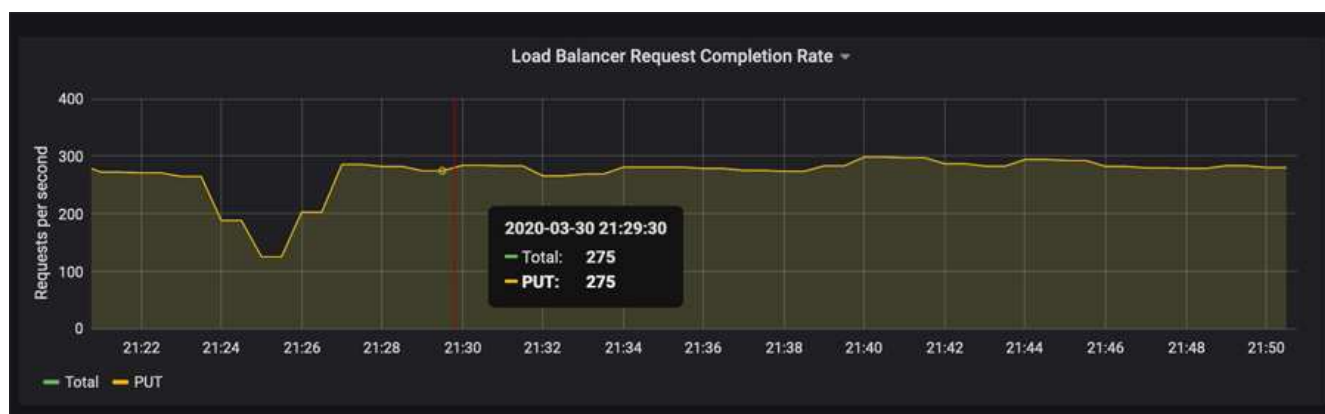 Load Balancer Request Completion Rate
Requests per second
400
300
200
100
0
2020-03-30 21:29:30
Total: 275
PUT: 275
21:22 21:24 21:26 21:28 21:30 21:32 21:34 21:36 21:38 21:40 21:42 21:44 21:46 21:48 21:50
Total PUT